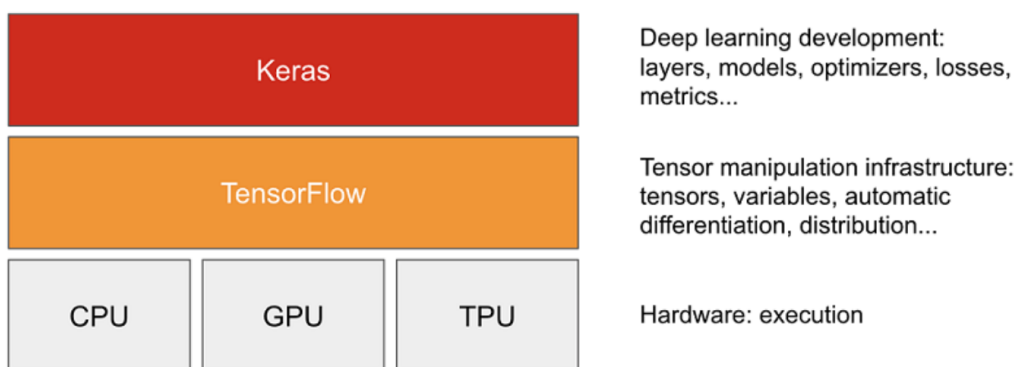 Keras
Deep learning development:
layers, models, optimizers, losses,
metrics...
TensorFlow
Tensor manipulation infrastructure:
tensors, variables, automatic
differentiation, distribution...
CPU
GPU
TPU
Hardware: execution